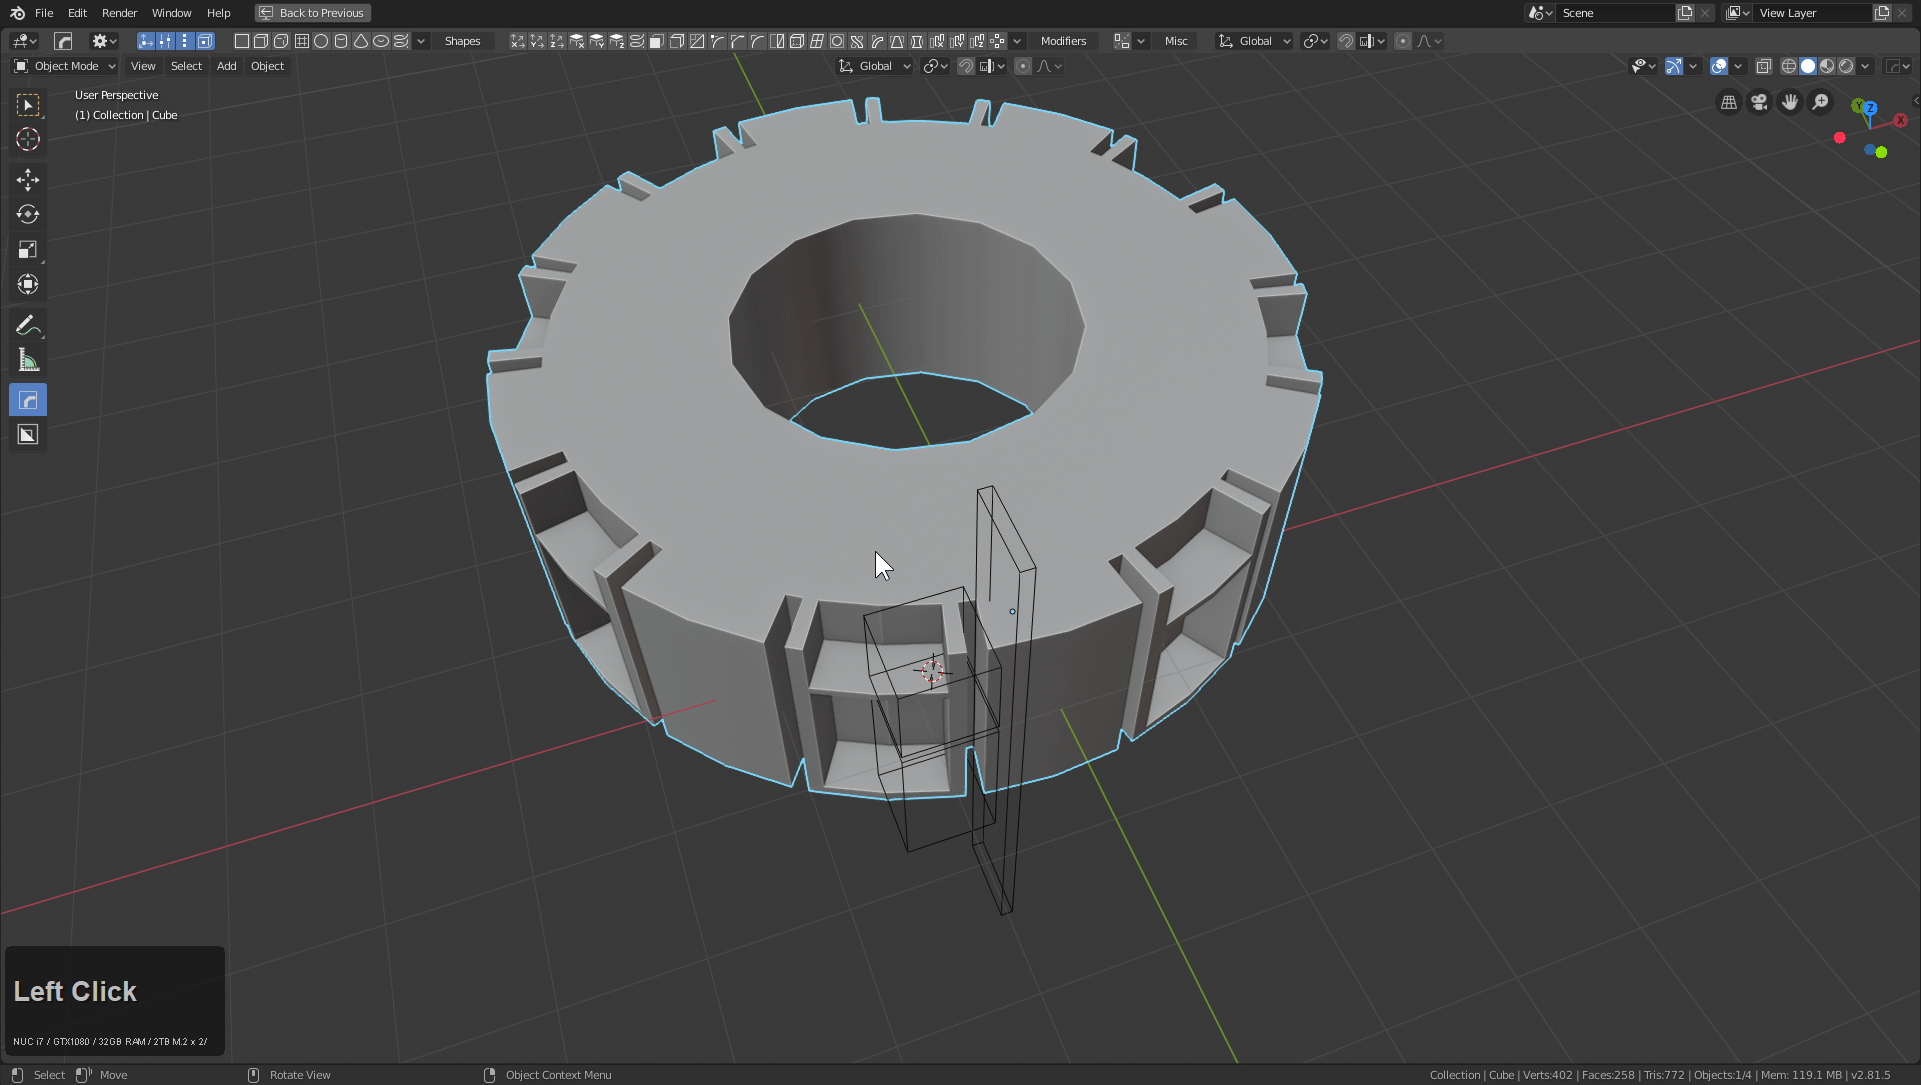 File Edit Render Window Help Back to Previous Scene View Layer
Shapes Modifiers Misc Global
Object Mode View Select Add Object Global
User Perspective
(1) Collection | Cube
Y Z X
Left Click
NUC i7 / GTX1080 / 32GB RAM / 2TB M.2 x 2/
Select Move Rotate View Object Context Menu Collection | Cube | Verts:402 | Faces:258 | Tris:772 | Objects:1/4 | Mem: 119.1 MB | v2.81.5